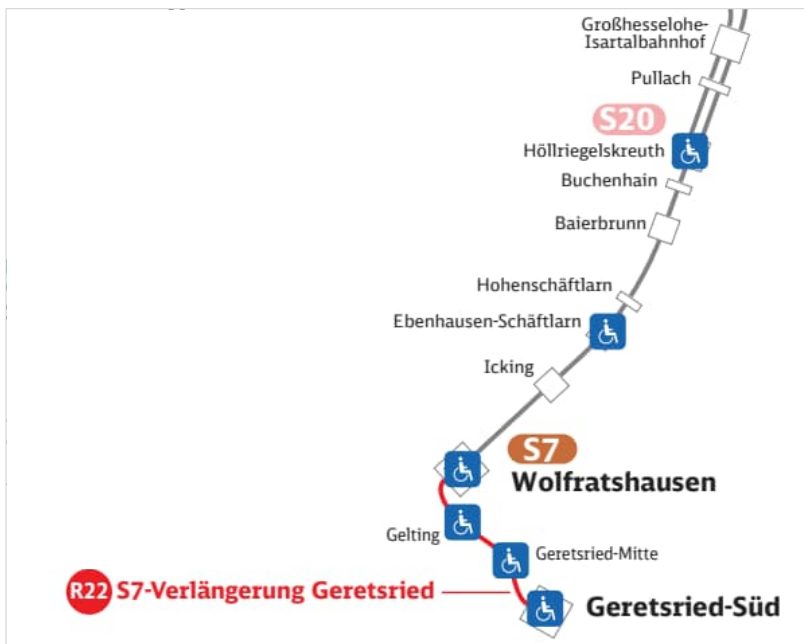 Großhesselohe-
Isartalbahnhof
Pullach
S20
Höllriegelskreuth
Buchenhain
Baierbrunn
Hohenschäftlarn
Ebenhausen-Schäftlarn
Icking
S7
Wolfratshausen
Gelting
Geretsried-Mitte
R22 S7-Verlängerung Geretsried
Geretsried-Süd